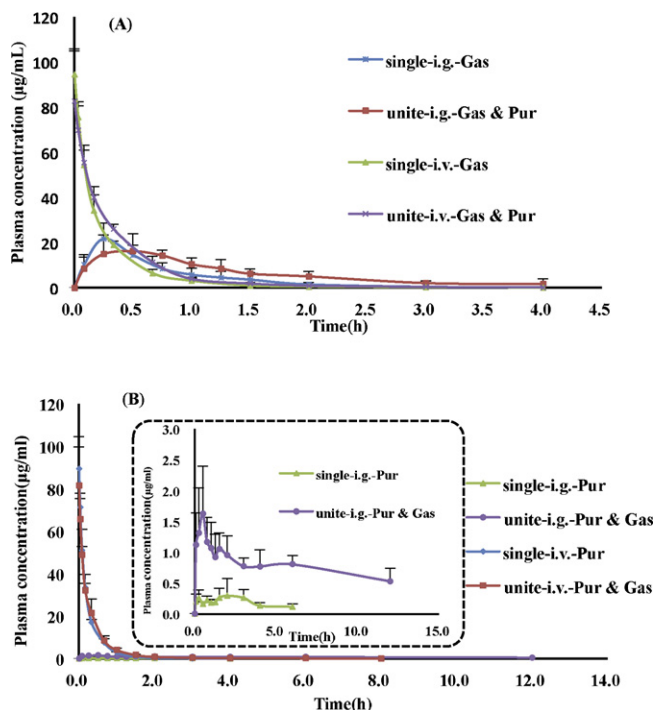 (A)
Plasma concentration (µg/mL)
120
100
80
60
40
20
0
single-i.g.-Gas
unite-i.g.-Gas & Pur
single-i.v.-Gas
unite-i.v.-Gas & Pur
0.0 0.5 1.0 1.5 2.0 2.5 3.0 3.5 4.0 4.5
Time(h)
(B)
Plasma concentration(µg/ml)
120
100
80
60
40
20
0
Plasma concentration(µg/ml)
3.0
2.5
2.0
1.5
1.0
0.5
0.0
single-i.g.-Pur
unite-i.g.-Pur & Gas
0.0 5.0 10.0 15.0
Time(h)
single-i.g.-Pur
unite-i.g.-Pur & Gas
single-i.v.-Pur
unite-i.v.-Pur & Gas
0.0 2.0 4.0 6.0 8.0 10.0 12.0 14.0
Time(h)